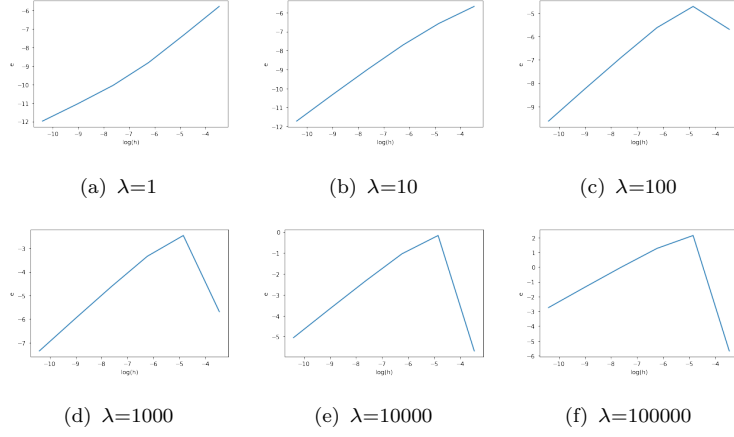 −6
−7
−8
−9
−10
−11
−12
e
−10 −9 −8 −7 −6 −5 −4
log(h)
(a) λ=1
−6
−7
−8
−9
−10
−11
−12
e
−10 −9 −8 −7 −6 −5 −4
log(h)
(b) λ=10
−5
−6
−7
−8
−9
e
−10 −9 −8 −7 −6 −5 −4
log(h)
(c) λ=100
−3
−4
−5
−6
−7
e
−10 −9 −8 −7 −6 −5 −4
log(h)
(d) λ=1000
0
−1
−2
−3
−4
−5
e
−10 −9 −8 −7 −6 −5 −4
log(h)
(e) λ=10000
2
1
0
−1
−2
−3
−4
−5
−6
e
−10 −9 −8 −7 −6 −5 −4
log(h)
(f) λ=100000